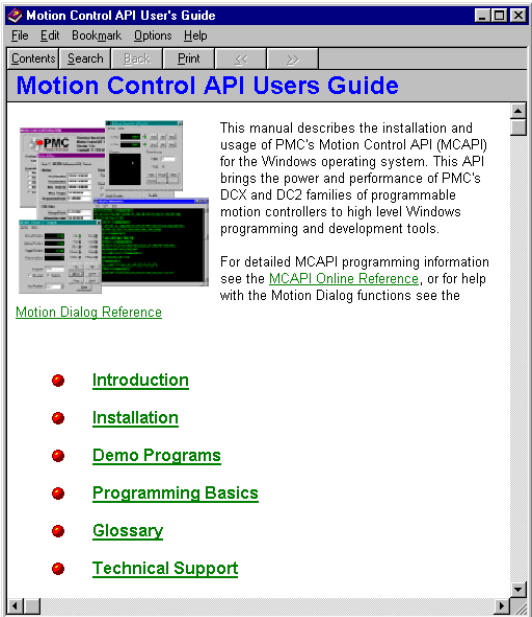 Motion Control API User's Guide
File Edit Bookmark Options Help
Contents Search Back Print << >>
Motion Control API Users Guide
PMC
This manual describes the installation and
usage of PMC's Motion Control API (MCAPI)
for the Windows operating system. This API
brings the power and performance of PMC's
DCX and DC2 families of programmable
motion controllers to high level Windows
programming and development tools.
For detailed MCAPI programming information
see the MCAPI Online Reference, or for help
with the Motion Dialog functions see the
Motion Dialog Reference
Introduction
Installation
Demo Programs
Programming Basics
Glossary
Technical Support